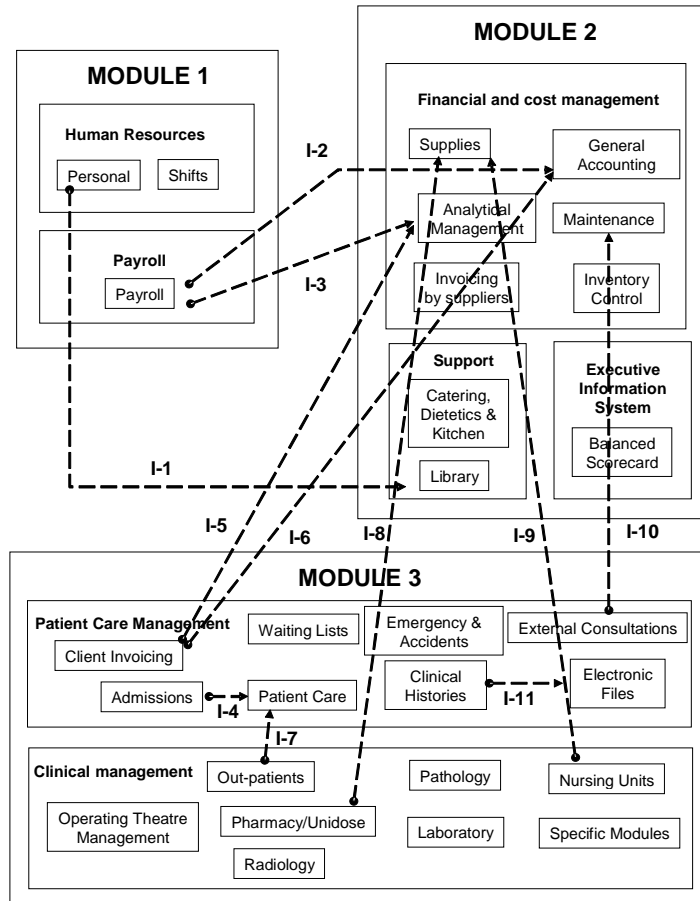 MODULE 1
Human Resources
Personal
Shifts
Payroll
Payroll
I-2
I-3
I-1
MODULE 2
Financial and cost management
Supplies
General
Accounting
Analytical
Management
Maintenance
Invoicing
by suppliers
Inventory
Control
Support
Catering,
Dietetics &
Kitchen
Library
Executive
Information
System
Balanced
Scorecard
I-5
I-6
I-8
I-9
I-10
MODULE 3
Patient Care Management
Waiting Lists
Emergency &
Accidents
External Consultations
Client Invoicing
Admissions
I-4
Patient Care
Clinical
Histories
I-11
Electronic
Files
I-7
Clinical management
Out-patients
Pathology
Nursing Units
Operating Theatre
Management
Pharmacy/Unidose
Laboratory
Specific Modules
Radiology